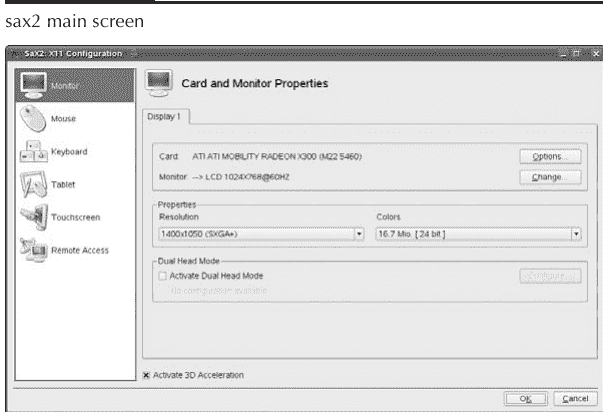 sax2 main screen
SaX2: X11 Configuration
Monitor
Mouse
Keyboard
Tablet
Touchscreen
Remote Access
Card and Monitor Properties
Display 1
Card: ATI ATI MOBILITY RADEON X300 (M22 5460)
Options...
Monitor: --> LCD 1024X768@60HZ
Change...
Properties
Resolution Colors
1400x1050 (SXGA+) 16.7 Mio. [ 24 bit ]
Dual Head Mode
Activate Dual Head Mode
Configure...
No configuration available
Activate 3D Acceleration
OK Cancel